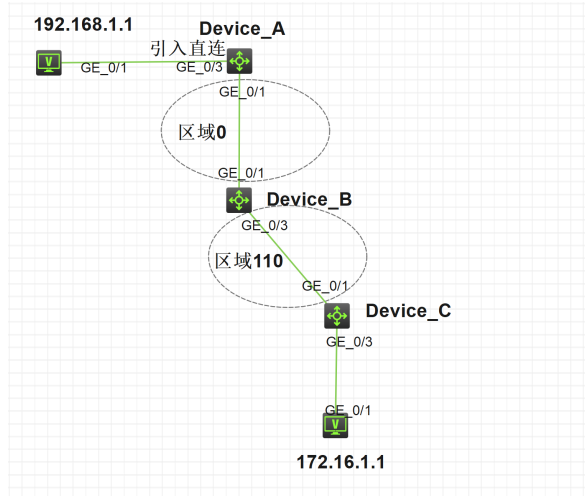 192.168.1.1
Device_A
引入直连
GE_0/1
GE_0/3
GE_0/1
区域0
GE_0/1
Device_B
GE_0/3
区域110
GE_0/1
Device_C
GE_0/3
GE_0/1
172.16.1.1